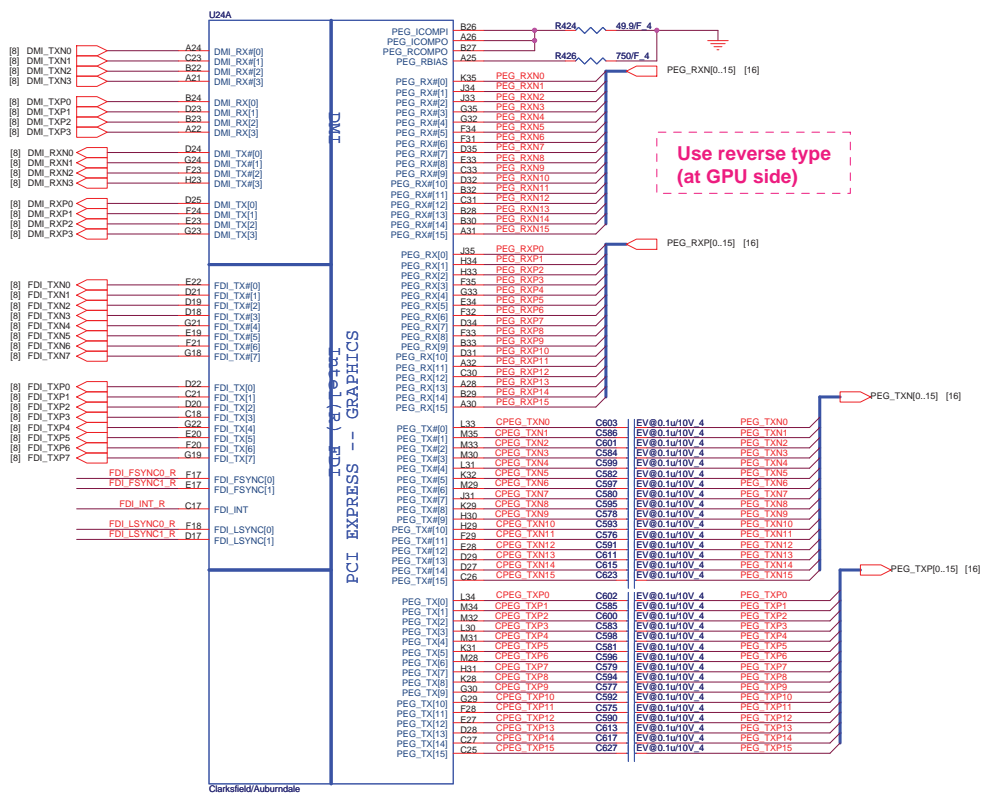 U24A
[8] DMI_TXN0 A24 DMI_RX#[0]
[8] DMI_TXN1 C23 DMI_RX#[1]
[8] DMI_TXN2 B22 DMI_RX#[2]
[8] DMI_TXN3 A21 DMI_RX#[3]
[8] DMI_TXP0 B24 DMI_RX[0]
[8] DMI_TXP1 D23 DMI_RX[1]
[8] DMI_TXP2 B23 DMI_RX[2]
[8] DMI_TXP3 A22 DMI_RX[3]
[8] DMI_RXN0 D24 DMI_TX#[0]
[8] DMI_RXN1 G24 DMI_TX#[1]
[8] DMI_RXN2 F23 DMI_TX#[2]
[8] DMI_RXN3 H23 DMI_TX#[3]
[8] DMI_RXP0 D25 DMI_TX[0]
[8] DMI_RXP1 F24 DMI_TX[1]
[8] DMI_RXP2 E23 DMI_TX[2]
[8] DMI_RXP3 G23 DMI_TX[3]
DMI
[8] FDI_TXN0 E22 FDI_TX#[0]
[8] FDI_TXN1 D21 FDI_TX#[1]
[8] FDI_TXN2 D19 FDI_TX#[2]
[8] FDI_TXN3 D18 FDI_TX#[3]
[8] FDI_TXN4 G21 FDI_TX#[4]
[8] FDI_TXN5 E19 FDI_TX#[5]
[8] FDI_TXN6 F21 FDI_TX#[6]
[8] FDI_TXN7 G18 FDI_TX#[7]
[8] FDI_TXP0 D22 FDI_TX[0]
[8] FDI_TXP1 C21 FDI_TX[1]
[8] FDI_TXP2 D20 FDI_TX[2]
[8] FDI_TXP3 C18 FDI_TX[3]
[8] FDI_TXP4 G22 FDI_TX[4]
[8] FDI_TXP5 E20 FDI_TX[5]
[8] FDI_TXP6 F20 FDI_TX[6]
[8] FDI_TXP7 G19 FDI_TX[7]
FDI_FSYNC0_R F17 FDI_FSYNC[0]
FDI_FSYNC1_R E17 FDI_FSYNC[1]
FDI_INT_R C17 FDI_INT
FDI_LSYNC0_R F18 FDI_LSYNC[0]
FDI_LSYNC1_R D17 FDI_LSYNC[1]
Intel(R) FDI
PCI EXPRESS -- GRAPHICS
PEG_ICOMPI B26 R424 49.9/F_4
PEG_ICOMPO A26
PEG_RCOMPO B27
PEG_RBIAS A25 R426 750/F_4
PEG_RXN[0..15] [16]
PEG_RX#[0] K35 PEG_RXN0
PEG_RX#[1] J34 PEG_RXN1
PEG_RX#[2] J33 PEG_RXN2
PEG_RX#[3] G35 PEG_RXN3
PEG_RX#[4] G32 PEG_RXN4
PEG_RX#[5] F34 PEG_RXN5
PEG_RX#[6] F31 PEG_RXN6
PEG_RX#[7] D35 PEG_RXN7
PEG_RX#[8] E33 PEG_RXN8
PEG_RX#[9] C33 PEG_RXN9
PEG_RX#[10] D32 PEG_RXN10
PEG_RX#[11] B32 PEG_RXN11
PEG_RX#[12] C31 PEG_RXN12
PEG_RX#[13] B28 PEG_RXN13
PEG_RX#[14] B30 PEG_RXN14
PEG_RX#[15] A31 PEG_RXN15
Use reverse type
(at GPU side)
PEG_RXP[0..15] [16]
PEG_RX[0] J35 PEG_RXP0
PEG_RX[1] H34 PEG_RXP1
PEG_RX[2] H33 PEG_RXP2
PEG_RX[3] F35 PEG_RXP3
PEG_RX[4] G33 PEG_RXP4
PEG_RX[5] E34 PEG_RXP5
PEG_RX[6] F32 PEG_RXP6
PEG_RX[7] D34 PEG_RXP7
PEG_RX[8] F33 PEG_RXP8
PEG_RX[9] B33 PEG_RXP9
PEG_RX[10] D31 PEG_RXP10
PEG_RX[11] A32 PEG_RXP11
PEG_RX[12] C30 PEG_RXP12
PEG_RX[13] A28 PEG_RXP13
PEG_RX[14] B29 PEG_RXP14
PEG_RX[15] A30 PEG_RXP15
PEG_TXN[0..15] [16]
PEG_TX#[0] L33 CPEG_TXN0 C603 EV@0.1u/10V_4 PEG_TXN0
PEG_TX#[1] M35 CPEG_TXN1 C586 EV@0.1u/10V_4 PEG_TXN1
PEG_TX#[2] M33 CPEG_TXN2 C601 EV@0.1u/10V_4 PEG_TXN2
PEG_TX#[3] M30 CPEG_TXN3 C584 EV@0.1u/10V_4 PEG_TXN3
PEG_TX#[4] L31 CPEG_TXN4 C599 EV@0.1u/10V_4 PEG_TXN4
PEG_TX#[5] K32 CPEG_TXN5 C582 EV@0.1u/10V_4 PEG_TXN5
PEG_TX#[6] M29 CPEG_TXN6 C597 EV@0.1u/10V_4 PEG_TXN6
PEG_TX#[7] J31 CPEG_TXN7 C580 EV@0.1u/10V_4 PEG_TXN7
PEG_TX#[8] K29 CPEG_TXN8 C595 EV@0.1u/10V_4 PEG_TXN8
PEG_TX#[9] H30 CPEG_TXN9 C578 EV@0.1u/10V_4 PEG_TXN9
PEG_TX#[10] H29 CPEG_TXN10 C593 EV@0.1u/10V_4 PEG_TXN10
PEG_TX#[11] F29 CPEG_TXN11 C576 EV@0.1u/10V_4 PEG_TXN11
PEG_TX#[12] E28 CPEG_TXN12 C591 EV@0.1u/10V_4 PEG_TXN12
PEG_TX#[13] D29 CPEG_TXN13 C611 EV@0.1u/10V_4 PEG_TXN13
PEG_TX#[14] D27 CPEG_TXN14 C615 EV@0.1u/10V_4 PEG_TXN14
PEG_TX#[15] C26 CPEG_TXN15 C623 EV@0.1u/10V_4 PEG_TXN15
PEG_TXP[0..15] [16]
PEG_TX[0] L34 CPEG_TXP0 C602 EV@0.1u/10V_4 PEG_TXP0
PEG_TX[1] M34 CPEG_TXP1 C585 EV@0.1u/10V_4 PEG_TXP1
PEG_TX[2] M32 CPEG_TXP2 C600 EV@0.1u/10V_4 PEG_TXP2
PEG_TX[3] L30 CPEG_TXP3 C583 EV@0.1u/10V_4 PEG_TXP3
PEG_TX[4] M31 CPEG_TXP4 C598 EV@0.1u/10V_4 PEG_TXP4
PEG_TX[5] K31 CPEG_TXP5 C581 EV@0.1u/10V_4 PEG_TXP5
PEG_TX[6] M28 CPEG_TXP6 C596 EV@0.1u/10V_4 PEG_TXP6
PEG_TX[7] H31 CPEG_TXP7 C579 EV@0.1u/10V_4 PEG_TXP7
PEG_TX[8] K28 CPEG_TXP8 C594 EV@0.1u/10V_4 PEG_TXP8
PEG_TX[9] G30 CPEG_TXP9 C577 EV@0.1u/10V_4 PEG_TXP9
PEG_TX[10] G29 CPEG_TXP10 C592 EV@0.1u/10V_4 PEG_TXP10
PEG_TX[11] F28 CPEG_TXP11 C575 EV@0.1u/10V_4 PEG_TXP11
PEG_TX[12] E27 CPEG_TXP12 C590 EV@0.1u/10V_4 PEG_TXP12
PEG_TX[13] D28 CPEG_TXP13 C613 EV@0.1u/10V_4 PEG_TXP13
PEG_TX[14] C27 CPEG_TXP14 C617 EV@0.1u/10V_4 PEG_TXP14
PEG_TX[15] C25 CPEG_TXP15 C627 EV@0.1u/10V_4 PEG_TXP15
Clarksfield/Auburndale